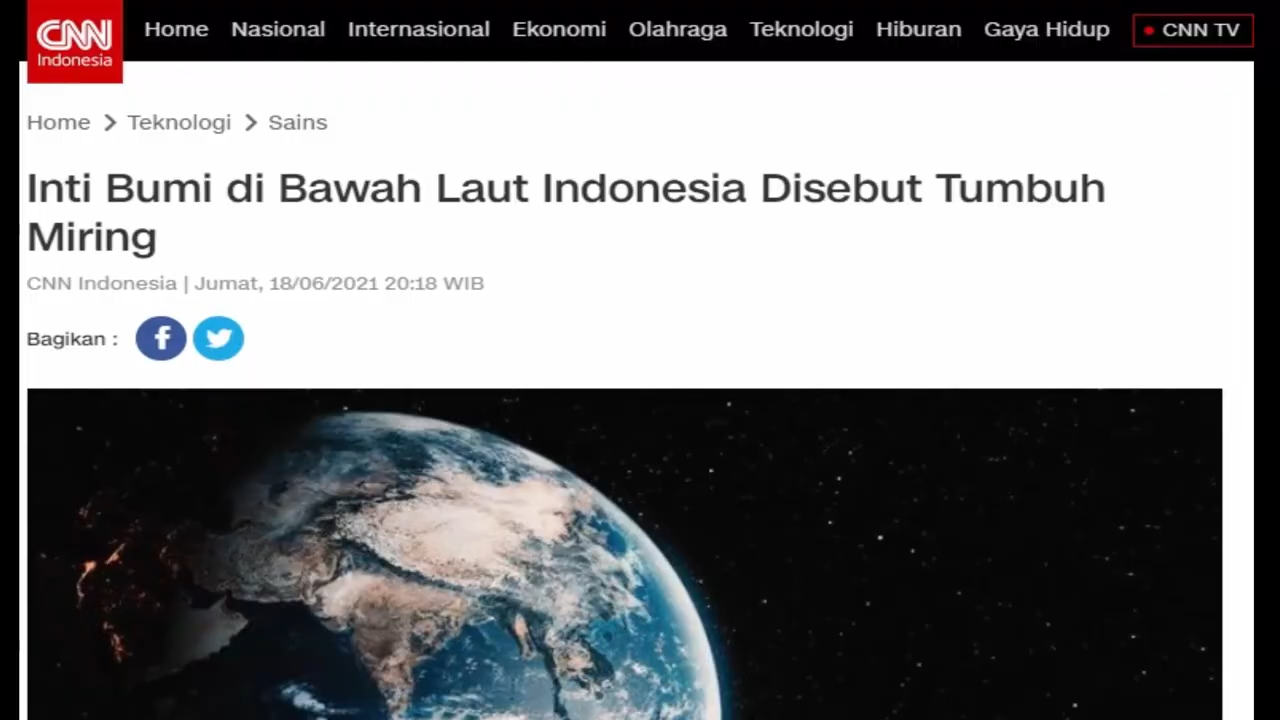 CNN
Indonesia
Home Nasional Internasional Ekonomi Olahraga Teknologi Hiburan Gaya Hidup CNN TV
Home > Teknologi > Sains
Inti Bumi di Bawah Laut Indonesia Disebut Tumbuh
Miring
CNN Indonesia | Jumat, 18/06/2021 20:18 WIB
Bagikan :